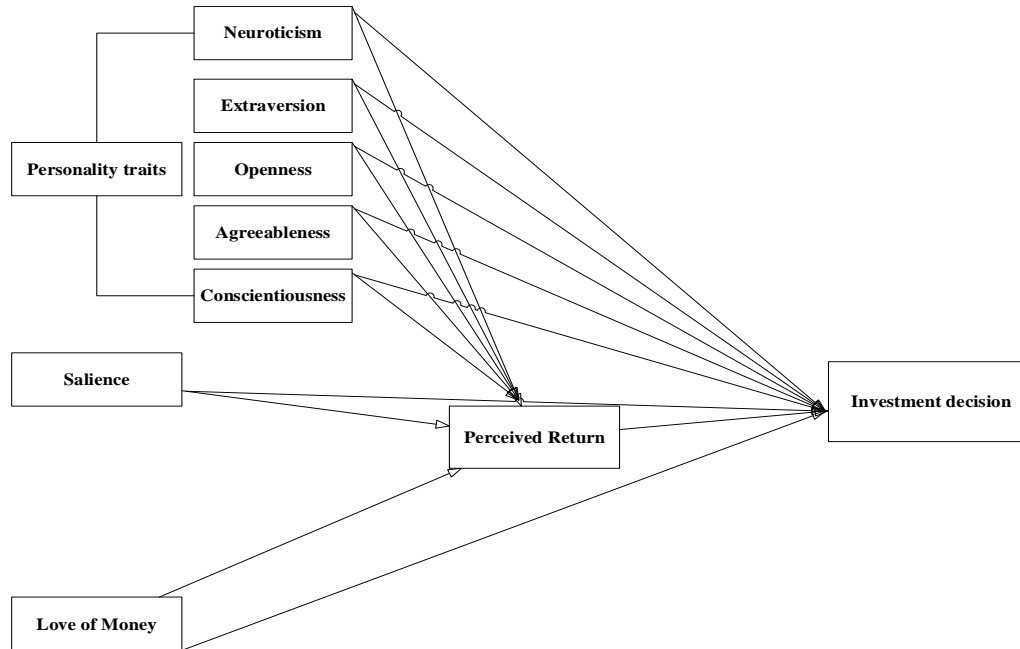 Neuroticism
Extraversion
Personality traits
Openness
Agreeableness
Conscientiousness
Salience
Investment decision
Perceived Return
Love of Money